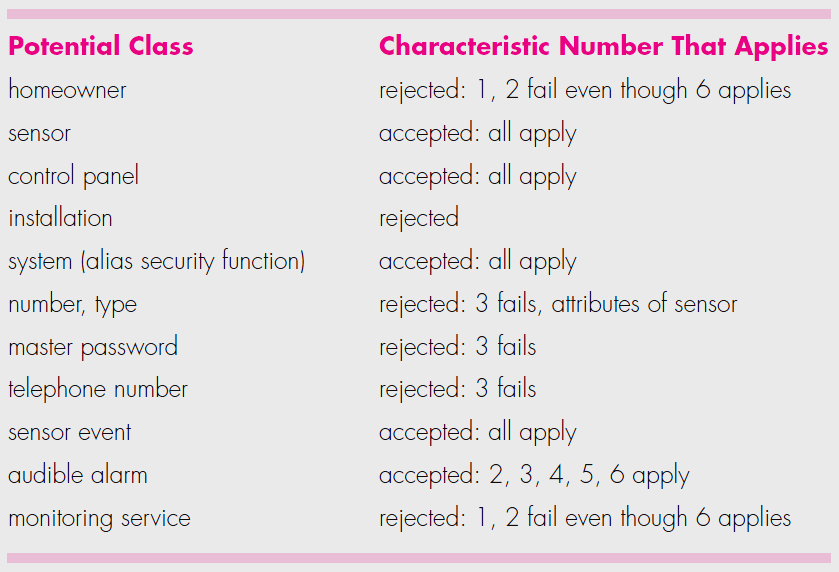 Potential Class Characteristic Number That Applies
homeowner rejected: 1, 2 fail even though 6 applies
sensor accepted: all apply
control panel accepted: all apply
installation rejected
system (alias security function) accepted: all apply
number, type rejected: 3 fails, attributes of sensor
master password rejected: 3 fails
telephone number rejected: 3 fails
sensor event accepted: all apply
audible alarm accepted: 2, 3, 4, 5, 6 apply
monitoring service rejected: 1, 2 fail even though 6 applies